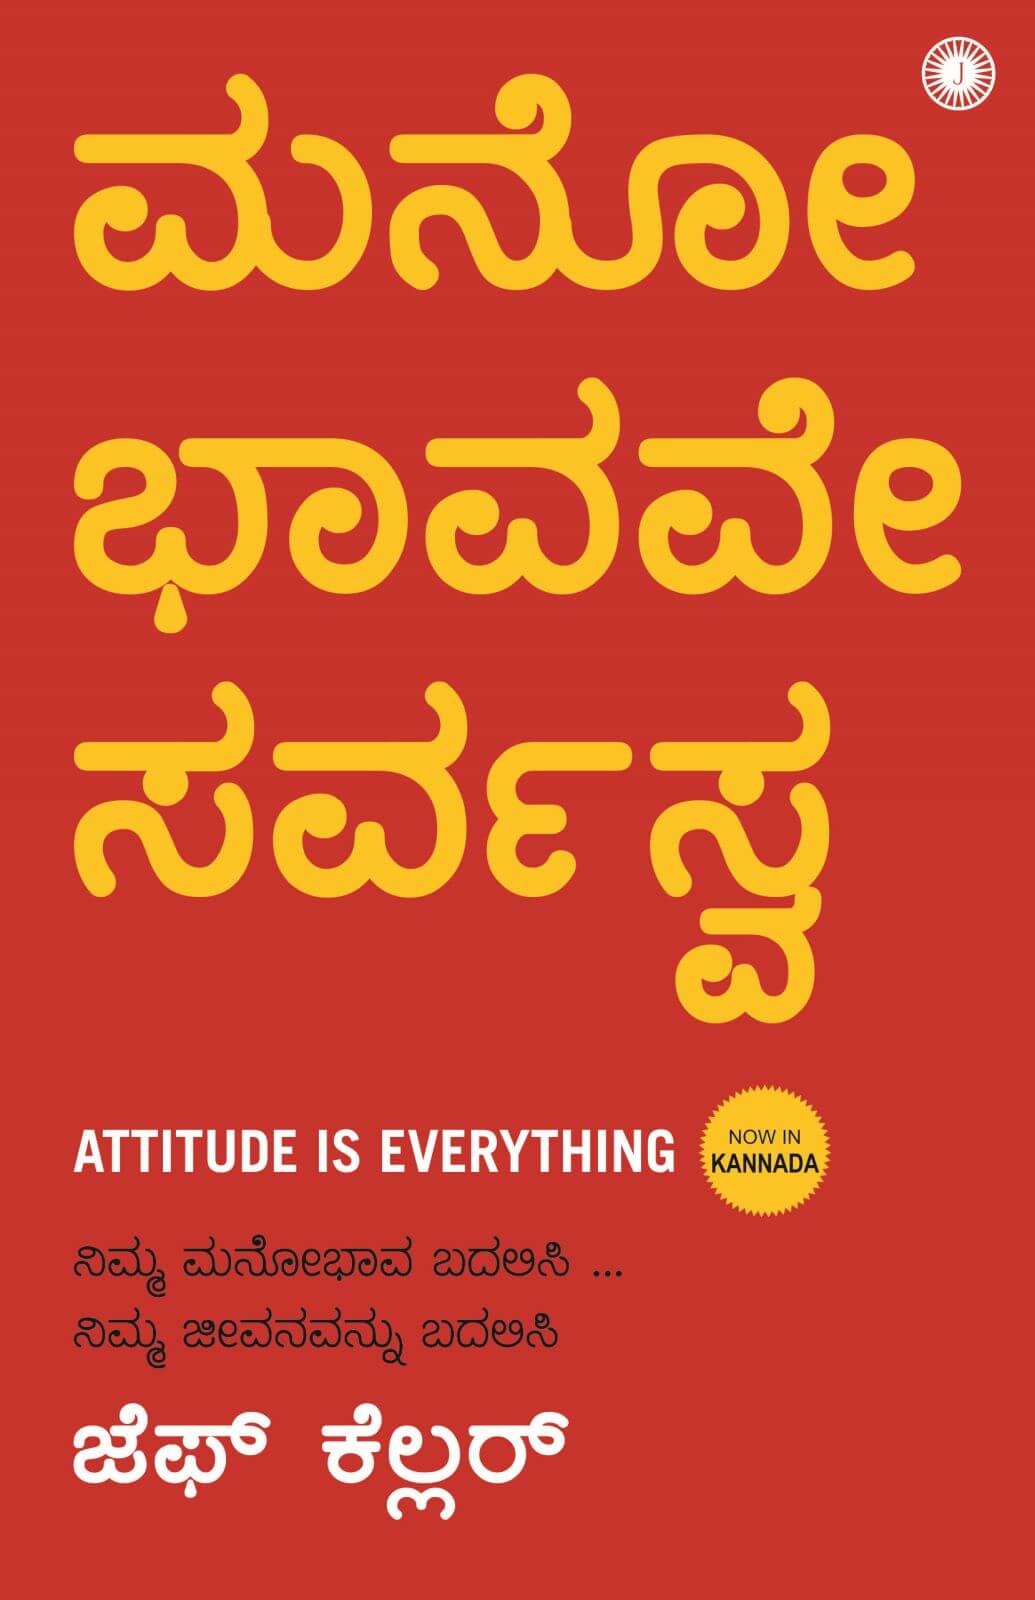 J
ಮನೋ
ಭಾವವೇ
ಸರ್ವಸ್ವ
ATTITUDE IS EVERYTHING
NOW IN
KANNADA
ನಿಮ್ಮ ಮನೋಭಾವ ಬದಲಿಸಿ ...
ನಿಮ್ಮ ಜೀವನವನ್ನು ಬದಲಿಸಿ
ಜೆಫ್ ಕೆಲ್ಲರ್